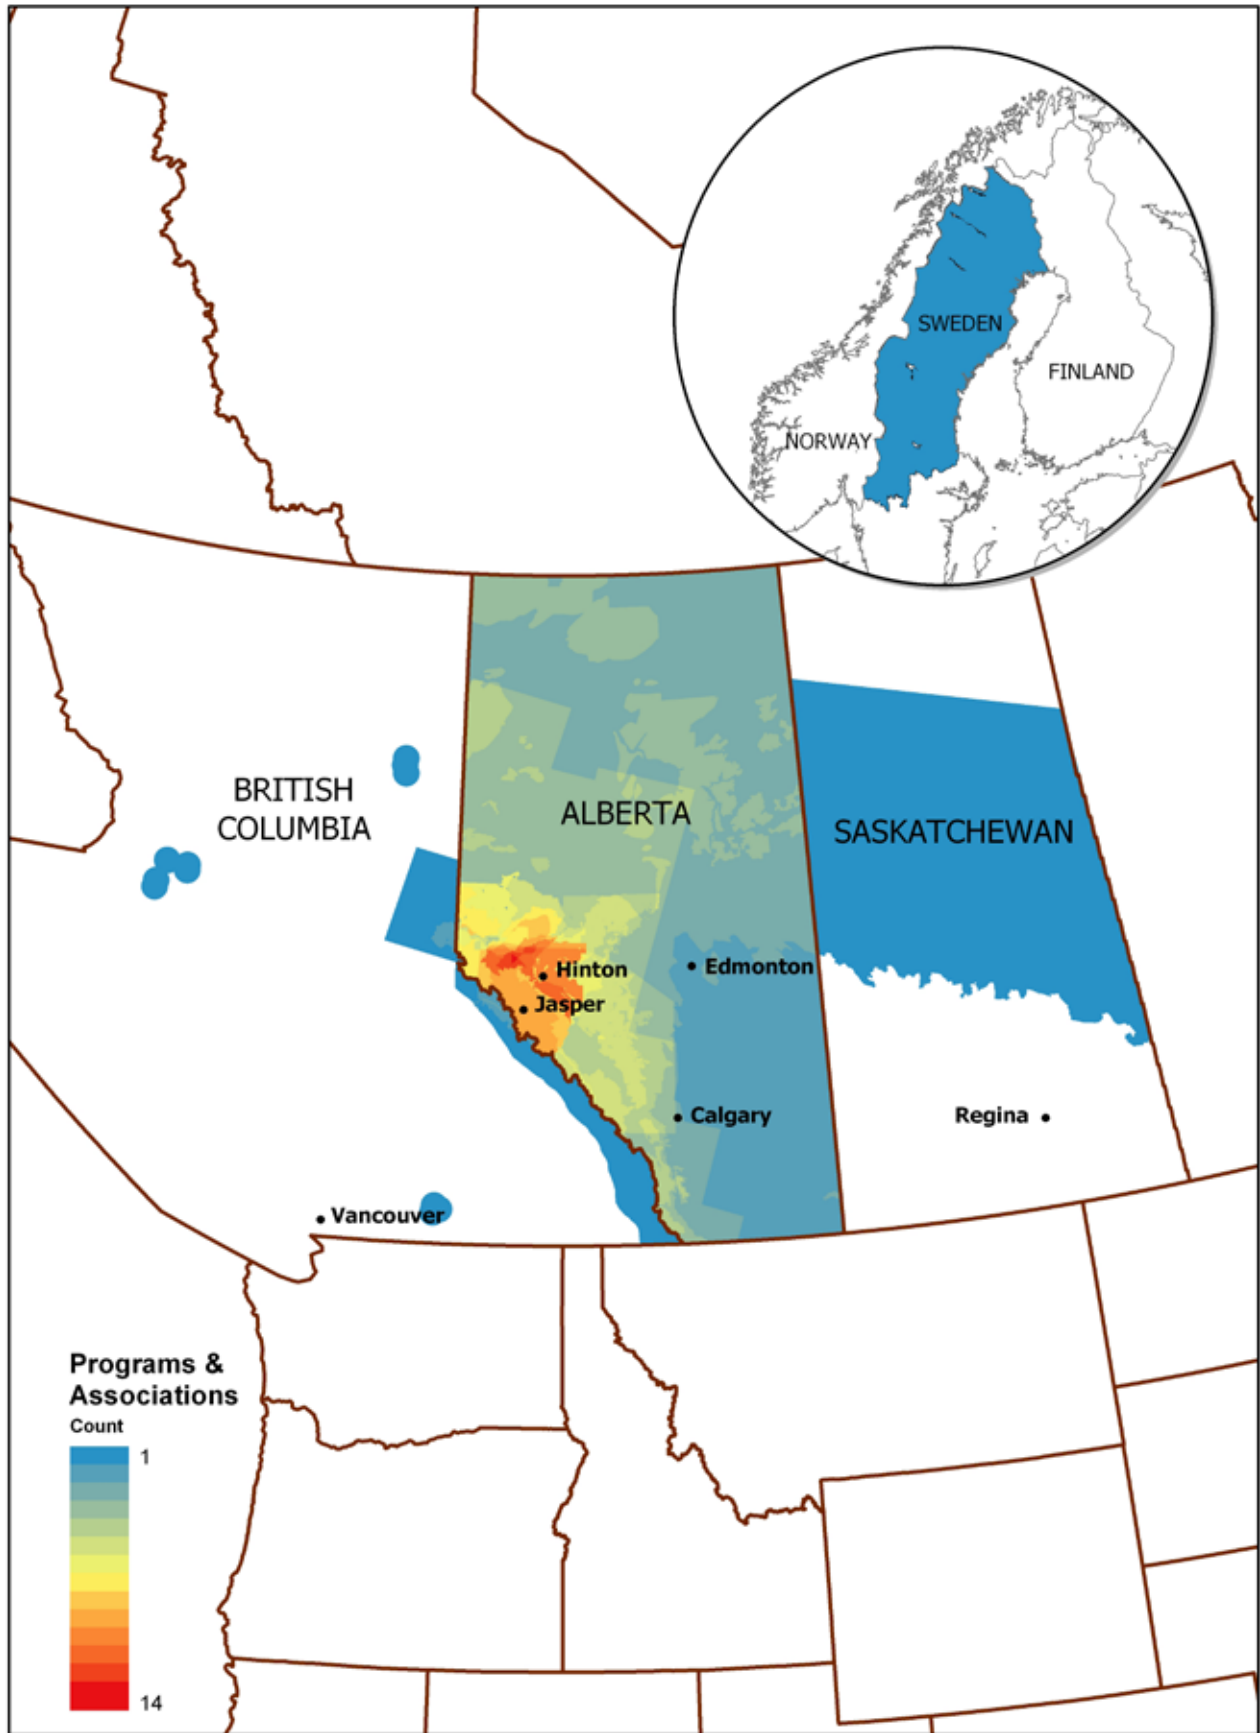 SWEDEN
FINLAND
NORWAY
BRITISH
COLUMBIA
ALBERTA
SASKATCHEWAN
Hinton
Edmonton
Jasper
Calgary
Regina
Vancouver
Programs &
Associations
Count
1
14